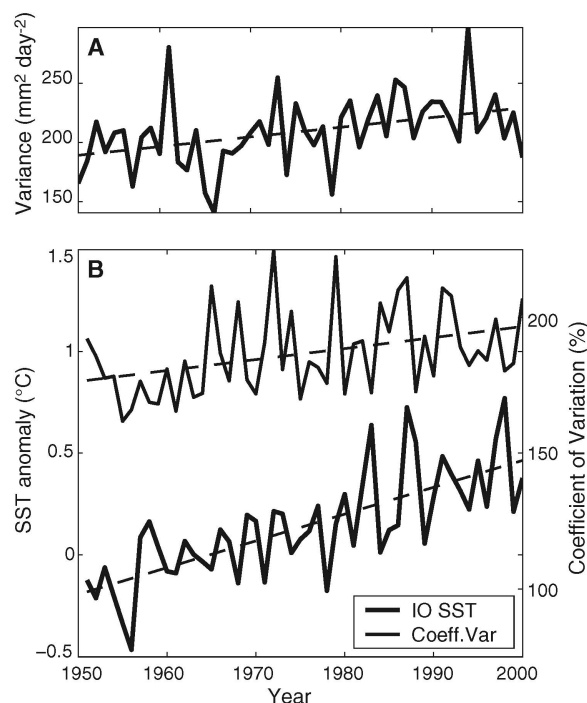 A
Variance (mm² day⁻²)
250
200
150
B
1.5
1
0.5
0
−0.5
SST anomaly (°C)
200
150
100
Coefficient of Variation (%)
IO SST
Coeff.Var
1950 1960 1970 1980 1990 2000
Year